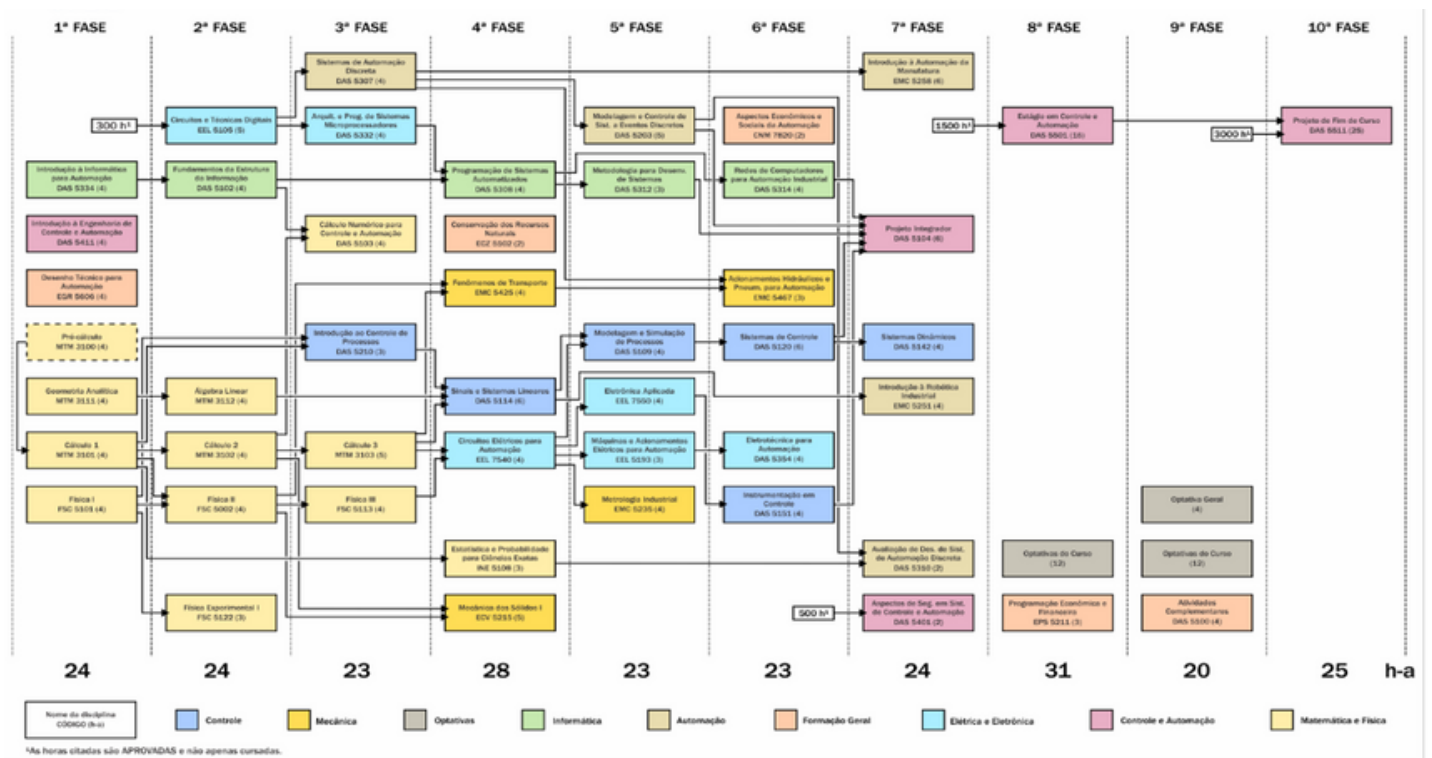 1ª FASE
2ª FASE
3ª FASE
4ª FASE
5ª FASE
6ª FASE
7ª FASE
8ª FASE
9ª FASE
10ª FASE
Sistemas de Automação
Discreta
DAS 5307 (4)
Introdução à Automação da
Manufatura
EMC 5258 (6)
300 h¹
Circuitos e Técnicas Digitais
EEL 5105 (5)
Arquit. e Prog. de Sistemas
Microprocessadores
DAS 5332 (4)
Modelagem e Controle de
Sist. a Eventos Discretos
DAS 5203 (5)
Aspectos Econômicos e
Sociais da Automação
CNM 7820 (2)
1500 h¹
Estágio em Controle e
Automação
DAS 5501 (16)
3000 h¹
Projeto de Fim de Curso
DAS 5511 (25)
Introdução à Informática
para Automação
DAS 5334 (4)
Fundamentos da Estrutura
da Informação
DAS 5102 (4)
Programação de Sistemas
Automatizados
DAS 5306 (4)
Metodologia para Desenv.
de Sistemas
DAS 5312 (3)
Redes de Computadores
para Automação Industrial
DAS 5314 (4)
Introdução à Engenharia de
Controle e Automação
DAS 5411 (4)
Cálculo Numérico para
Controle e Automação
DAS 5103 (4)
Conservação dos Recursos
Naturais
ECZ 5102 (2)
Projeto Integrador
DAS 5104 (6)
Desenho Técnico para
Automação
EGR 5606 (4)
Fenômenos de Transporte
EMC 5425 (4)
Acionamentos Hidráulicos e
Pneum. para Automação
EMC 5467 (3)
Pré-cálculo
MTM 3100 (4)
Introdução ao Controle de
Processos
DAS 5210 (3)
Modelagem e Simulação
de Processos
DAS 5109 (4)
Sistemas de Controle
DAS 5120 (6)
Sistemas Dinâmicos
DAS 5142 (4)
Geometria Analítica
MTM 3111 (4)
Álgebra Linear
MTM 3112 (4)
Sinais e Sistemas Lineares
DAS 5114 (6)
Eletrônica Aplicada
EEL 7550 (4)
Introdução à Robótica
Industrial
EMC 5251 (4)
Cálculo 1
MTM 3101 (4)
Cálculo 2
MTM 3102 (4)
Cálculo 3
MTM 3103 (5)
Circuitos Elétricos para
Automação
EEL 7540 (4)
Máquinas e Acionamentos
Elétricos para Automação
EEL 5193 (3)
Eletrotécnica para
Automação
DAS 5354 (4)
Física I
FSC 5101 (4)
Física II
FSC 5002 (4)
Física III
FSC 5113 (4)
Metrologia Industrial
EMC 5235 (4)
Instrumentação em
Controle
DAS 5151 (4)
Optativa Geral
(4)
Estatística e Probabilidade
para Ciências Exatas
INE 5108 (3)
Avaliação de Des. de Sist.
de Automação Discreta
DAS 5310 (2)
Optativas do Curso
(12)
Optativas do Curso
(12)
Física Experimental I
FSC 5122 (3)
Mecânica dos Sólidos I
ECV 5215 (5)
500 h¹
Aspectos de Seg. em Sist.
de Controle e Automação
DAS 5401 (2)
Programação Econômica e
Financeira
EPS 5211 (3)
Atividades
Complementares
DAS 5100 (4)
24
24
23
28
23
23
24
31
20
25
h-a
Nome da disciplina
CÓDIGO (h-a)
Controle
Mecânica
Optativas
Informática
Automação
Formação Geral
Elétrica e Eletrônica
Controle e Automação
Matemática e Física
¹As horas citadas são APROVADAS e não apenas cursadas.